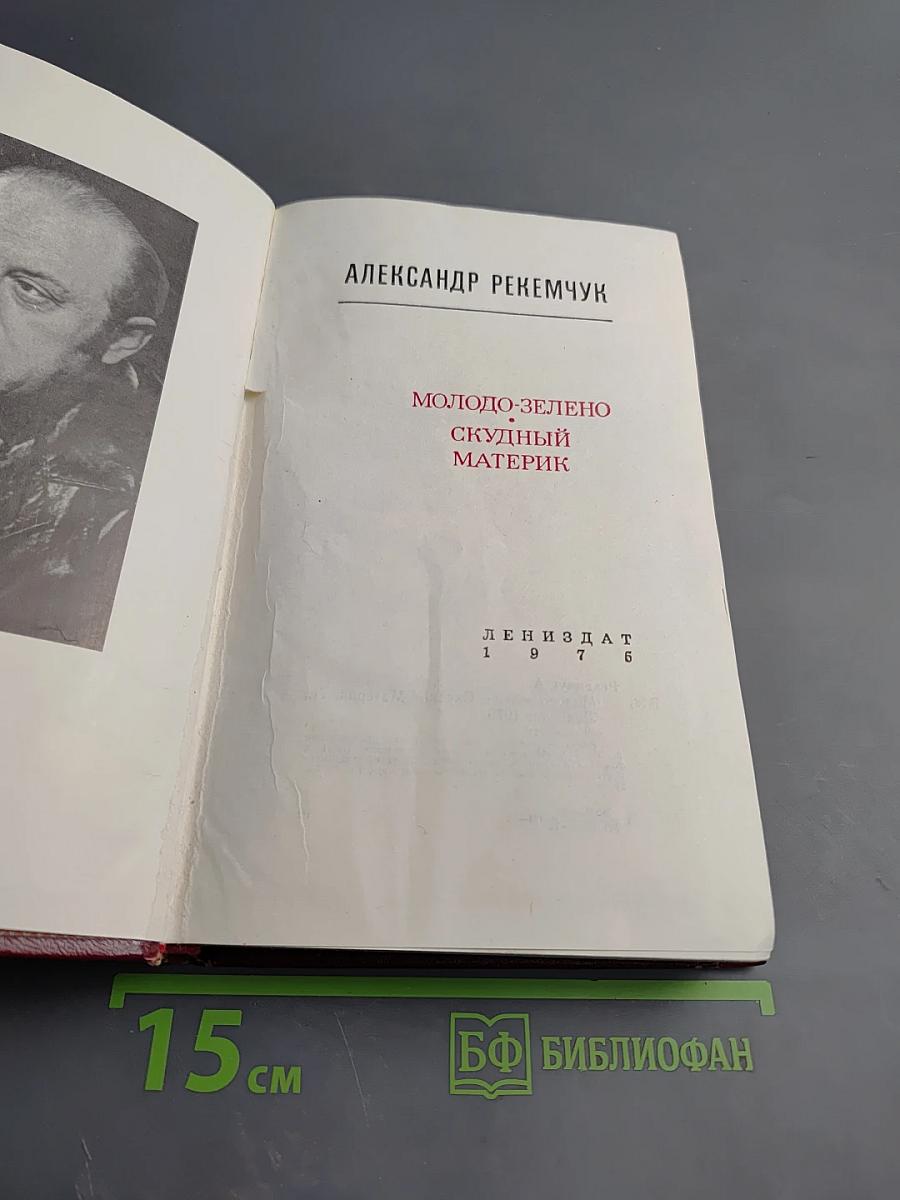 АЛЕКСАНДР РЕКЕМЧУК
МОЛОДО-ЗЕЛЕНО
•
СКУДНЫЙ
МАТЕРИК
ЛЕНИЗДАТ
1976
15 см
БФ БИБЛИОФАН